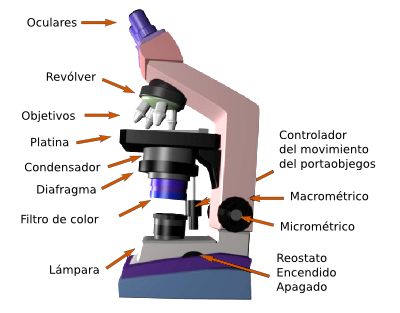 Oculares
Revólver
Objetivos
Platina
Condensador
Diafragma
Filtro de color
Lámpara
Controlador
del movimiento
del portaobjegos
Macrométrico
Micrométrico
Reostato
Encendido
Apagado